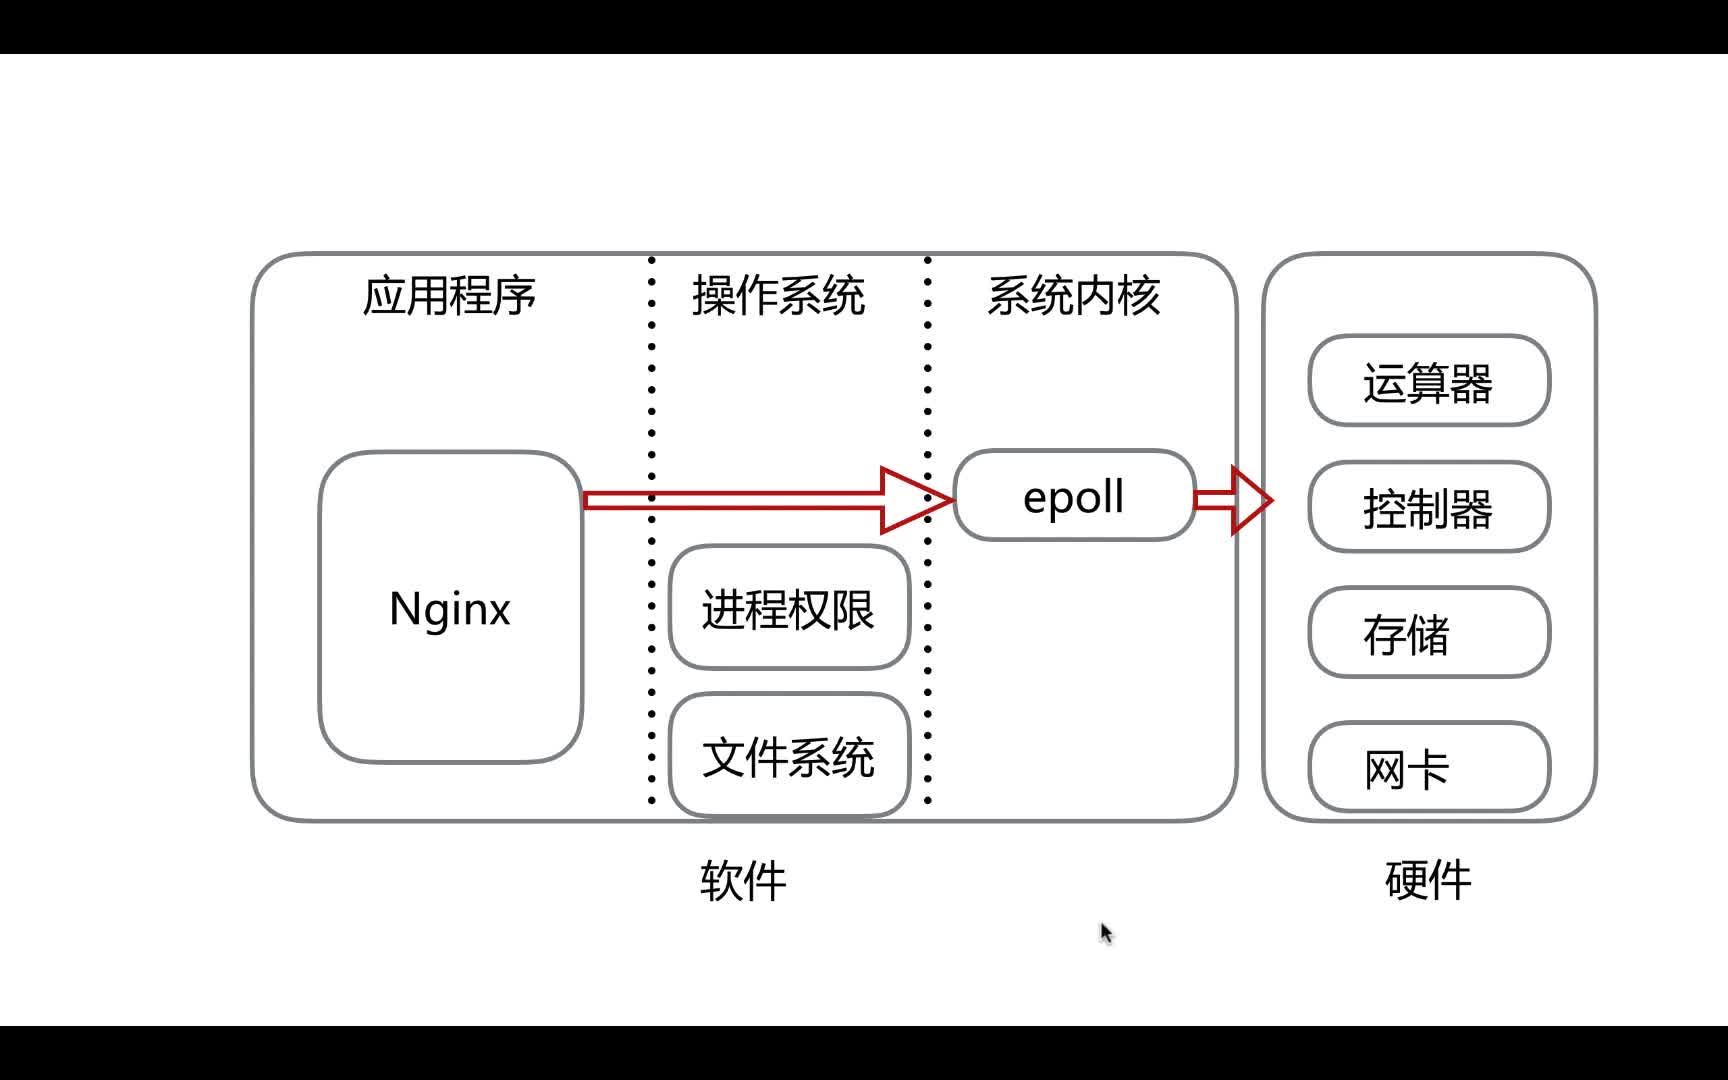 应用程序
操作系统
系统内核
Nginx
进程权限
文件系统
epoll
运算器
控制器
存储
网卡
软件
硬件